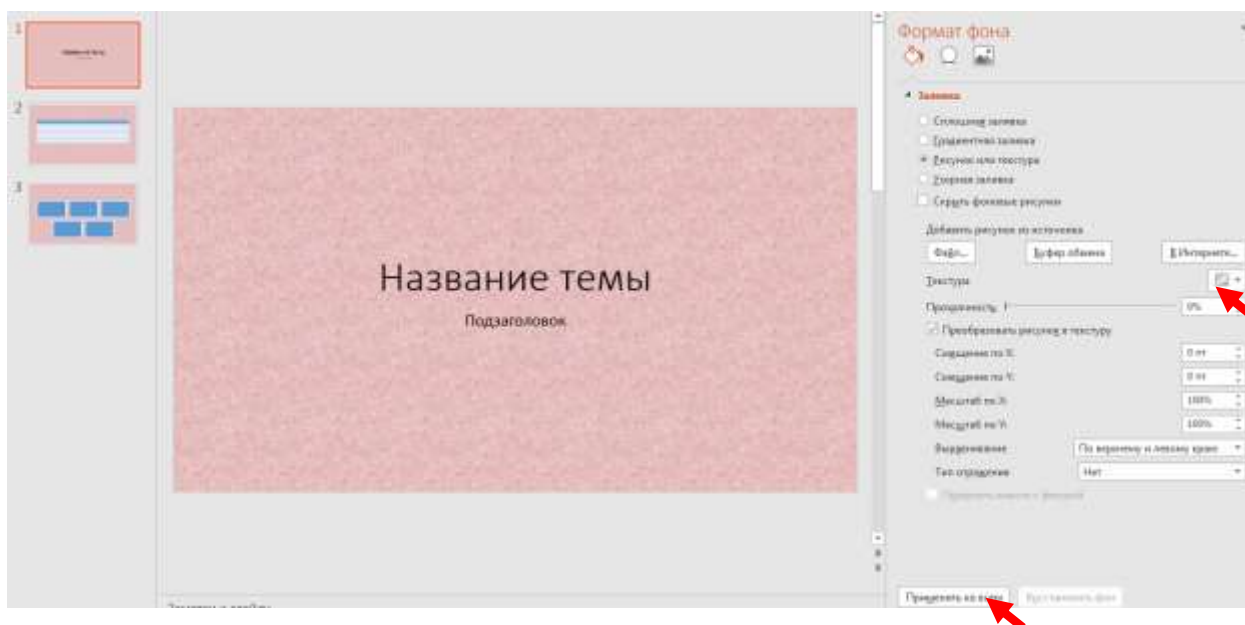 1
2
3
Название темы
Подзаголовок
Формат фона
Заливка
Сплошная заливка
Градиентная заливка
Рисунок или текстура
Узорная заливка
Скрыть фоновые рисунки
Добавить рисунок из источника
Файл... Буфер обмена В Интернете...
Текстура
Прозрачность 0%
Преобразовать рисунок в текстуру
Смещение по X: 0 пт
Смещение по Y: 0 пт
Масштаб по X: 100%
Масштаб по Y: 100%
Выравнивание По верхнему и левому краю
Тип отражения Нет
Применить ко всем Восстановить фон